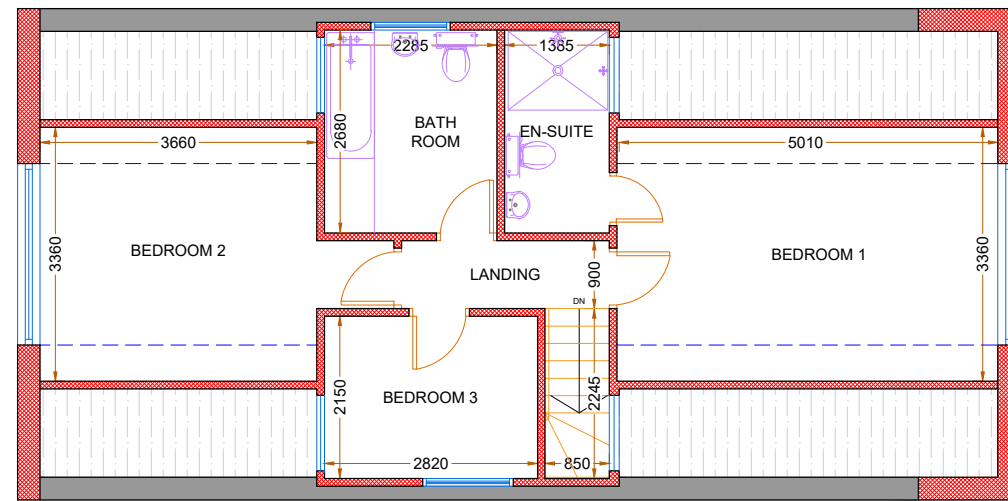 2285
1385
BATH
ROOM
EN-SUITE
2680
3660
5010
BEDROOM 2
BEDROOM 1
3360
3360
LANDING
900
DN
BEDROOM 3
2150
2245
2820
850